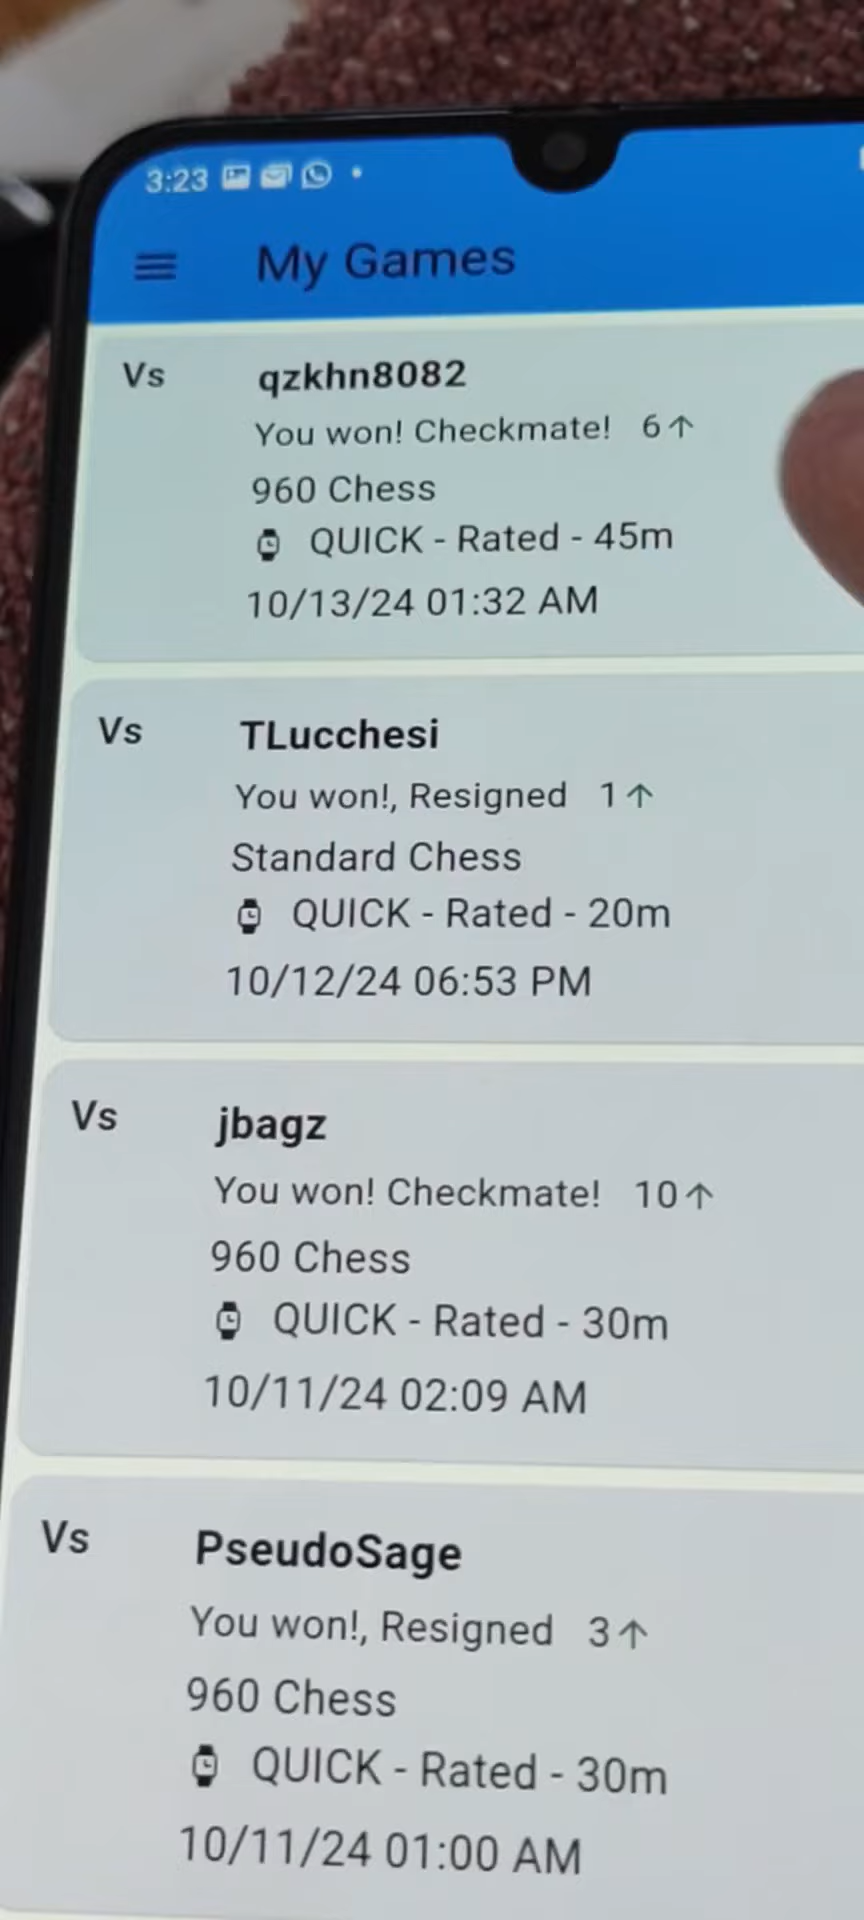 3:23
My Games
Vs qzkhn8082
You won! Checkmate! 6↑
960 Chess
QUICK - Rated - 45m
10/13/24 01:32 AM
Vs TLucchesi
You won!, Resigned 1↑
Standard Chess
QUICK - Rated - 20m
10/12/24 06:53 PM
Vs jbagz
You won! Checkmate! 10↑
960 Chess
QUICK - Rated - 30m
10/11/24 02:09 AM
Vs PseudoSage
You won!, Resigned 3↑
960 Chess
QUICK - Rated - 30m
10/11/24 01:00 AM